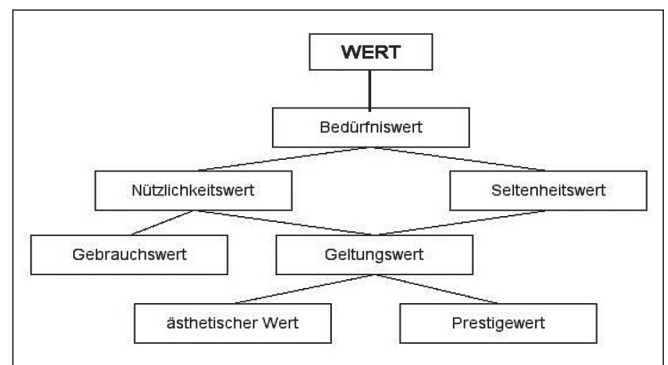 WERT
Bedürfniswert
Nützlichkeitswert
Seltenheitswert
Gebrauchswert
Geltungswert
ästhetischer Wert
Prestigewert